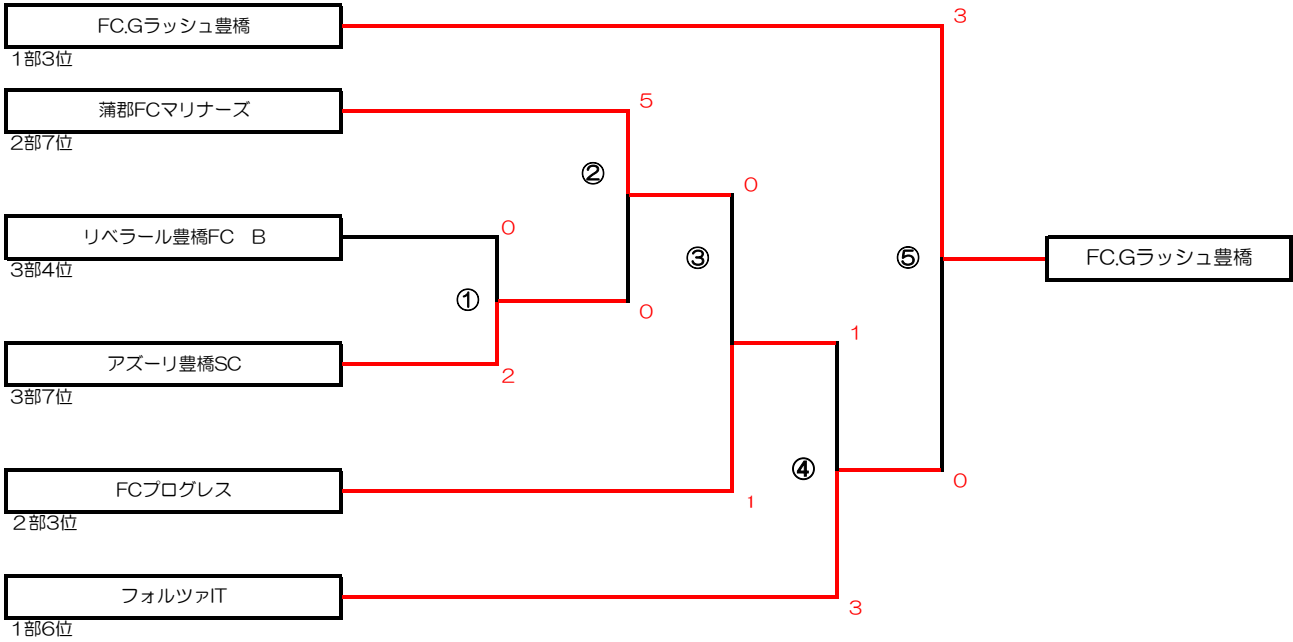 FC.Gラッシュ豊橋
3
1部3位
蒲郡FCマリナーズ
5
2部7位
②
0
リベラール豊橋FC　B
0
③
⑤
FC.Gラッシュ豊橋
3部4位
①
0
1
アズーリ豊橋SC
2
3部7位
④
FCプログレス
0
1
２部3位
フォルツァIT
3
1部6位